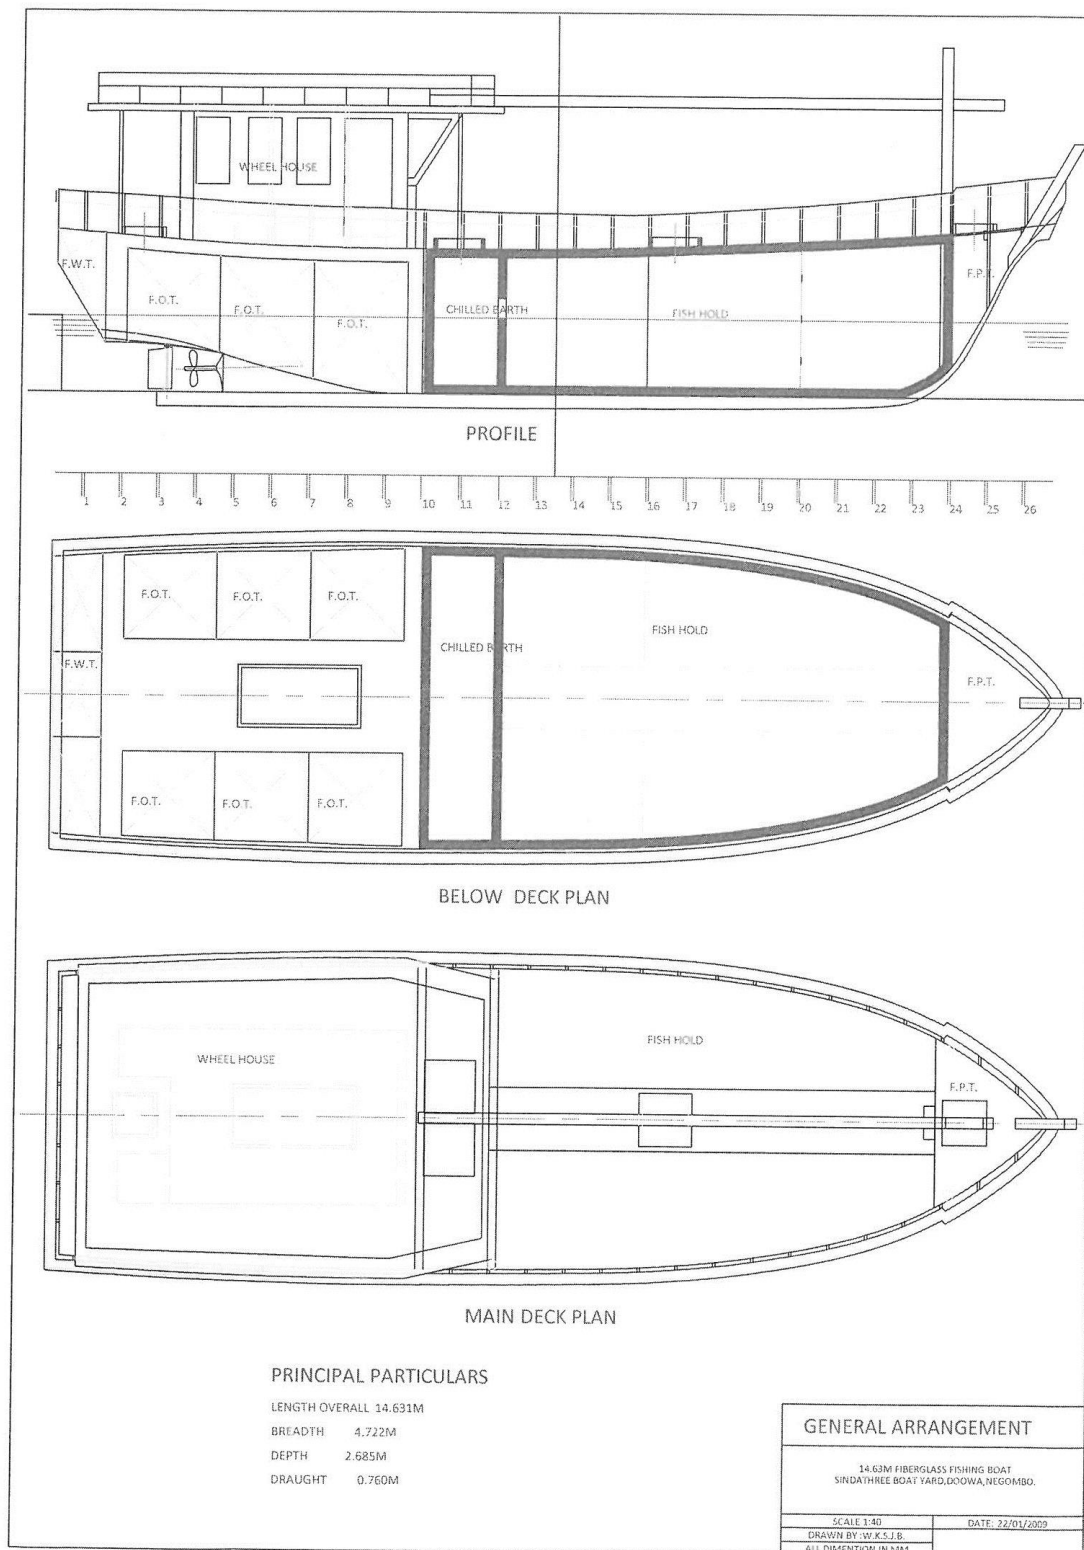 WHEEL HOUSE
F.W.T.
F.O.T.
F.O.T.
F.O.T.
CHILLED BARTH
FISH HOLD
F.P.T.
PROFILE
1 2 3 4 5 6 7 8 9 10 11 12 13 14 15 16 17 18 19 20 21 22 23 24 25 26
F.O.T. F.O.T. F.O.T.
FISH HOLD
CHILLED BARTH
F.W.T.
F.P.T.
F.O.T. F.O.T. F.O.T.
BELOW DECK PLAN
FISH HOLD
WHEEL HOUSE
F.P.T.
MAIN DECK PLAN
PRINCIPAL PARTICULARS
LENGTH OVERALL 14.631M
BREADTH 4.722M
DEPTH 2.685M
DRAUGHT 0.760M
GENERAL ARRANGEMENT
14.63M FIBERGLASS FISHING BOAT
SINDATHREE BOAT YARD,DOOWA,NEGOMBO.
SCALE 1:40 DATE: 22/01/2009
DRAWN BY :W.K.S.J.B.
ALL DIMENTION IN MM